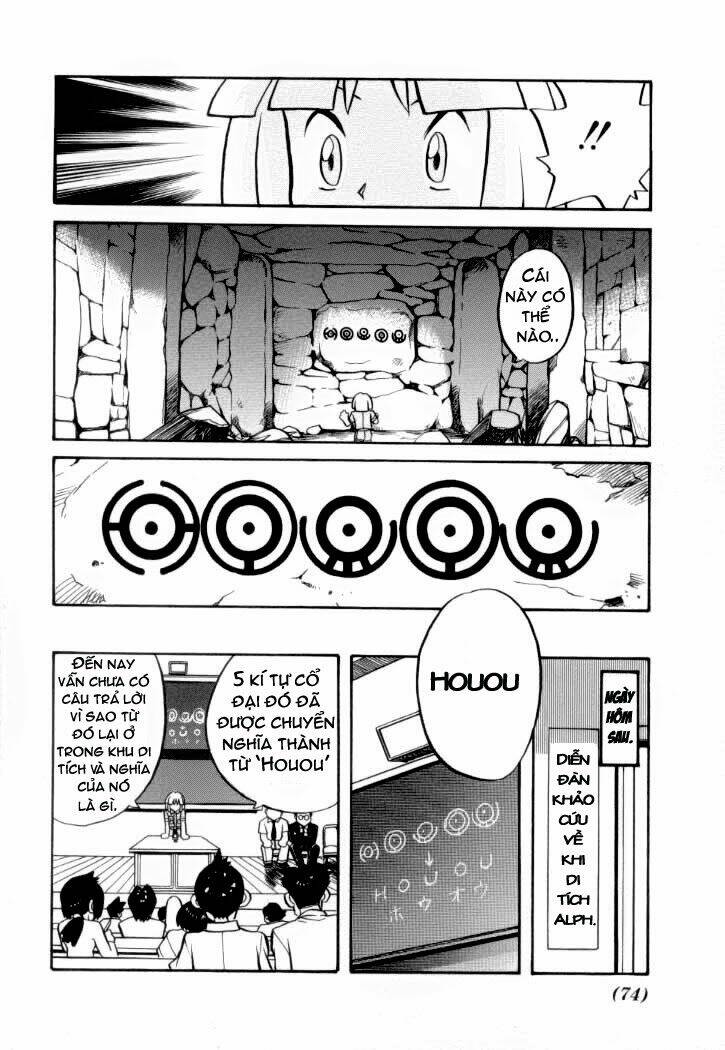 !!
Cái
này có
thể
nào..
Ngày
hôm
sau.
Diễn
đàn
khảo
cứu
về
khi
di
tích
Alph.
Houou
HOUOU
ホウオウ
5 kí tự cổ
đại đó đã
được chuyển
nghĩa thành
từ ‘Houou’
Đến nay
vẫn chưa có
câu trả lời
vì sao từ
đó lại ở
trong khu di
tích và nghĩa
của nó
là gì.
(74)